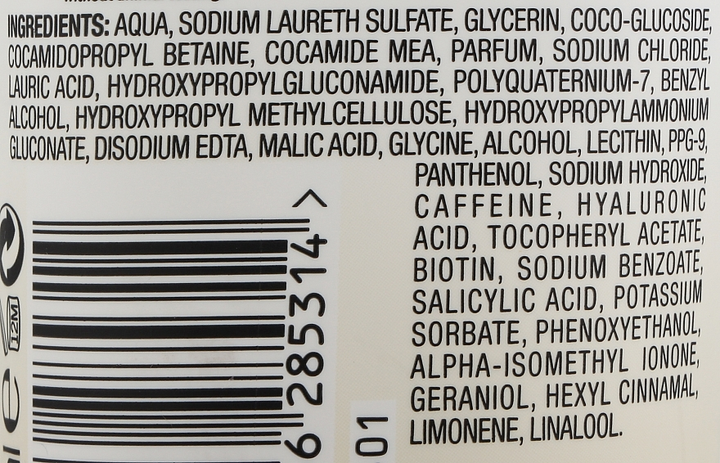 INGREDIENTS: AQUA, SODIUM LAURETH SULFATE, GLYCERIN, COCO-GLUCOSIDE,
COCAMIDOPROPYL BETAINE, COCAMIDE MEA, PARFUM, SODIUM CHLORIDE,
LAURIC ACID, HYDROXYPROPYLGLUCONAMIDE, POLYQUATERNIUM-7, BENZYL
ALCOHOL, HYDROXYPROPYL METHYLCELLULOSE, HYDROXYPROPYLAMMONIUM
GLUCONATE, DISODIUM EDTA, MALIC ACID, GLYCINE, ALCOHOL, LECITHIN, PPG-9,
PANTHENOL, SODIUM HYDROXIDE,
CAFFEINE, HYALURONIC
ACID, TOCOPHERYL ACETATE,
BIOTIN, SODIUM BENZOATE,
SALICYLIC ACID, POTASSIUM
SORBATE, PHENOXYETHANOL,
ALPHA-ISOMETHYL IONONE,
GERANIOL, HEXYL CINNAMAL,
LIMONENE, LINALOOL.
6 285314 >
01
12M
e